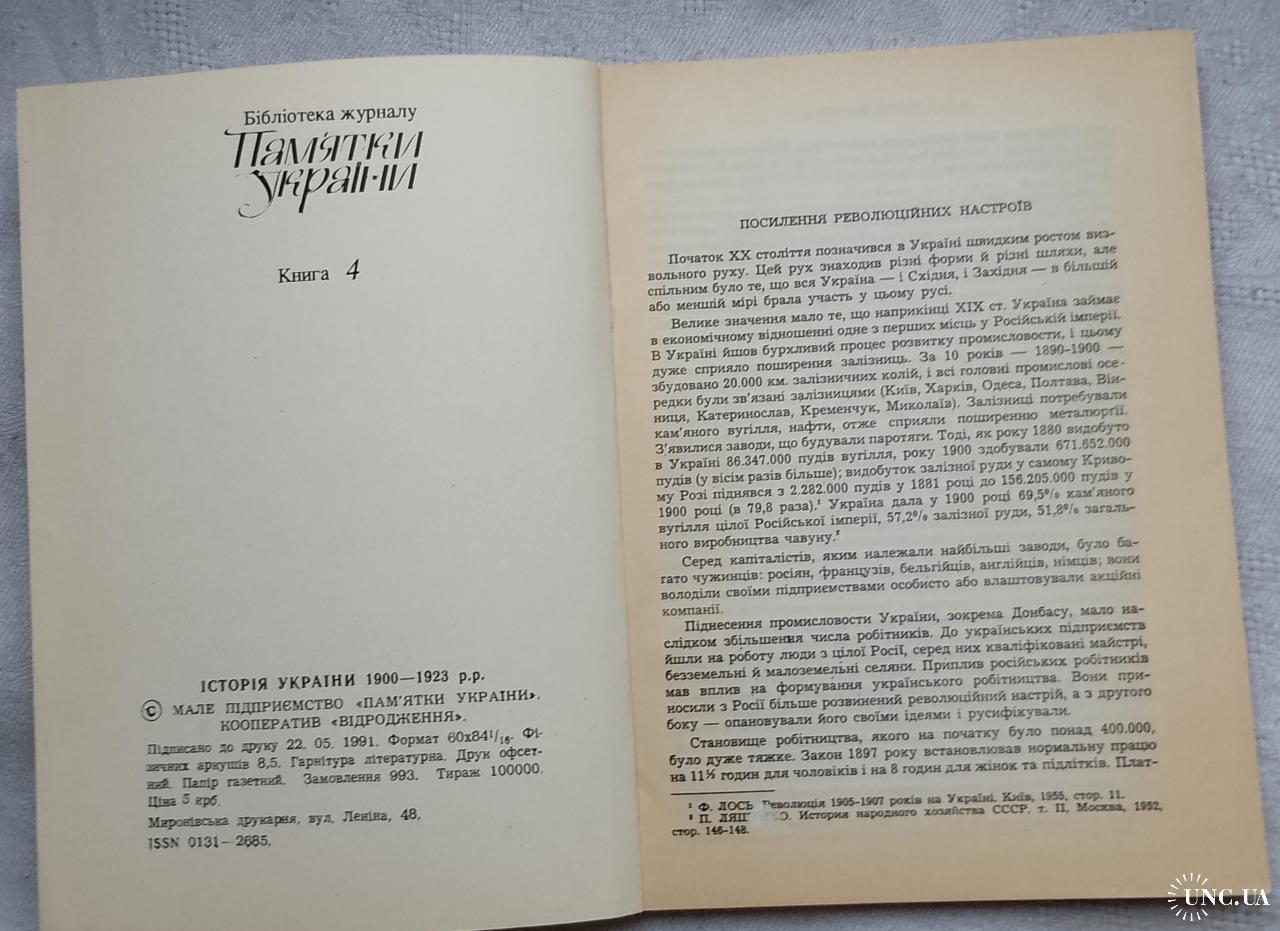 Бібліотека журналу
Пам'ятки
України
Книга 4
ІСТОРІЯ УКРАЇНИ 1900—1923 р.р.
© МАЛЕ ПІДПРИЄМСТВО «ПАМ'ЯТКИ УКРАЇНИ».
КООПЕРАТИВ «ВІДРОДЖЕННЯ».
Підписано до друку 22. 05. 1991. Формат 60х84¹/₁₆. Фі-
зичних аркушів 8,5. Гарнітура літературна. Друк офсет-
ний. Папір газетний. Замовлення 993. Тираж 100000.
Ціна 5 крб.
Миронівська друкарня, вул. Леніна, 48.
ISSN 0131—2685.
ПОСИЛЕННЯ РЕВОЛЮЦІЙНИХ НАСТРОЇВ
Початок XX століття позначився в Україні швидким ростом виз-
вольного руху. Цей рух знаходив різні форми й різні шляхи, але
спільним було те, що вся Україна — і Східня, і Західня — в більшій
або меншій мірі брала участь у цьому русі.
Велике значення мало те, що наприкінці XIX ст. Україна займає
в економічному відношенні одне з перших місць у Російській імперії.
В Україні йшов бурхливий процес розвитку промисловости, і цьому
дуже сприяло поширення залізниць. За 10 років — 1890-1900 —
збудовано 20.000 км. залізничних колій, і всі головні промислові осе-
редки були зв'язані залізницями (Київ, Харків, Одеса, Полтава, Він-
ниця, Катеринослав, Кременчук, Миколаїв). Залізниці потребували
кам'яного вугілля, нафти, отже сприяли поширенню металюргії.
З'явилися заводи, що будували паротяги. Тоді, як року 1880 видобуто
в Україні 86.347.000 пудів вугілля, року 1900 здобували 671.652.000
пудів (у вісім разів більше); видобуток залізної руди у самому Криво-
му Розі піднявся з 2.282.000 пудів у 1881 році до 156.205.000 пудів у
1900 році (в 79,8 раза).¹ Україна дала у 1900 році 69,5% кам'яного
вугілля цілої Російської імперії, 57,2% залізної руди, 51,8% загаль-
ного виробництва чавуну.²
Серед капіталістів, яким належали найбільші заводи, було ба-
гато чужинців: росіян, французів, бельгійців, англійців, німців; вони
володіли своїми підприємствами особисто або влаштовували акційні
компанії.
Піднесення промисловости України, зокрема Донбасу, мало на-
слідком збільшення числа робітників. До українських підприємств
йшли на роботу люди з цілої Росії, серед них кваліфіковані майстрі,
безземельні й малоземельні селяни. Приплив російських робітників
мав вплив на формування українського робітництва. Вони при-
носили з Росії більше розвинений революційний настрій, а з другого
боку — опановували його своїми ідеями і русифікували.
Становище робітництва, якого на початку було понад 400.000,
було дуже тяжке. Закон 1897 року встановлював нормальну працю
на 11½ годин для чоловіків і на 8 годин для жінок та підлітків. Плат-
¹ Ф. ЛОСЬ Революція 1905-1907 років на Україні. Київ, 1955, стор. 11.
² П. История народного хозяйства СССР, т. II, Москва, 1952,
стор. 146-148.
UNC.UA